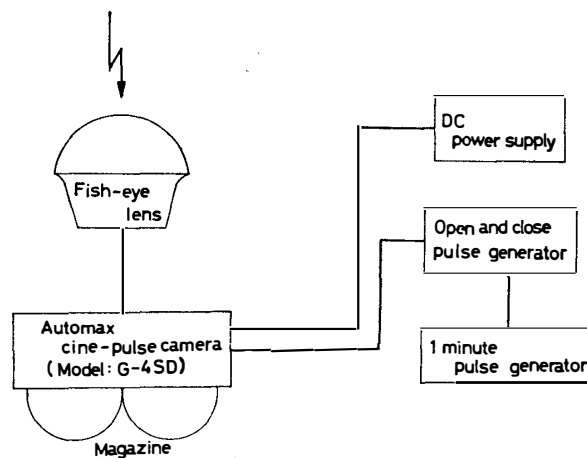 Fish-eye
lens
DC
power supply
Open and close
pulse generator
Automax
cine-pulse camera
(Model: G-4SD)
1 minute
pulse generator
Magazine